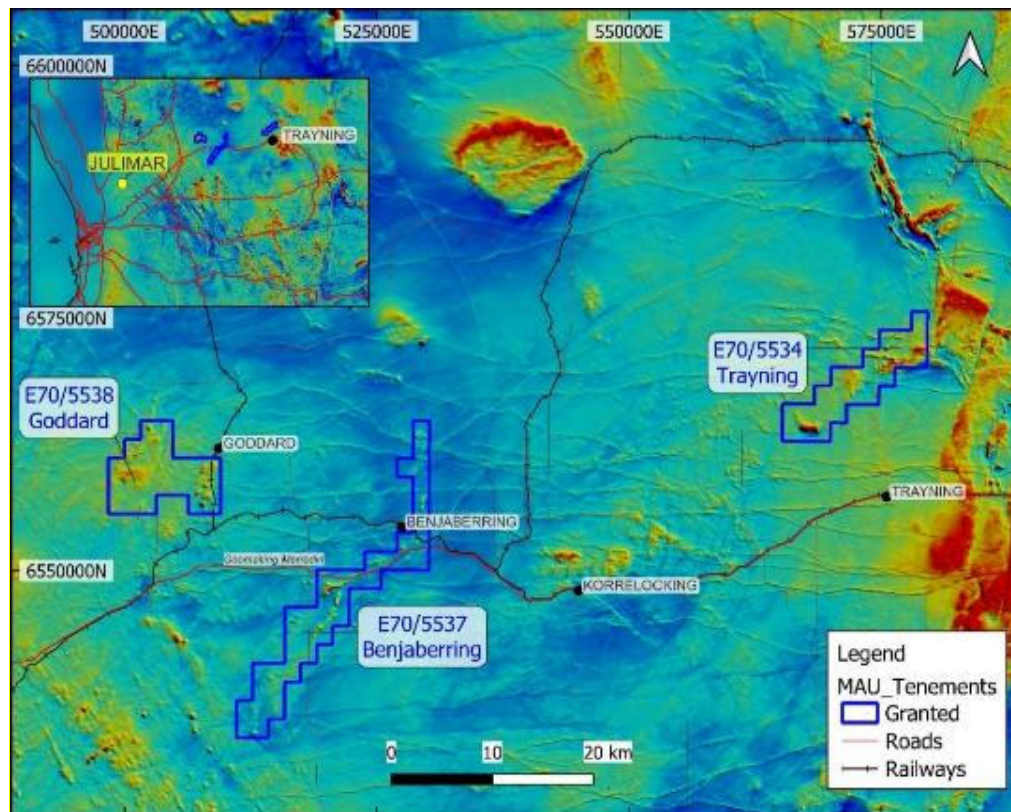 500000E
525000E
550000E
575000E
6600000N
TRAYNING
JULIMAR
6575000N
E70/5534
Trayning
E70/5538
Goddard
GODDARD
TRAYNING
BENJABERRING
6550000N
KORRELOCKING
E70/5537
Benjaberring
Legend
MAU_Tenements
Granted
Roads
Railways
0
10
20 km